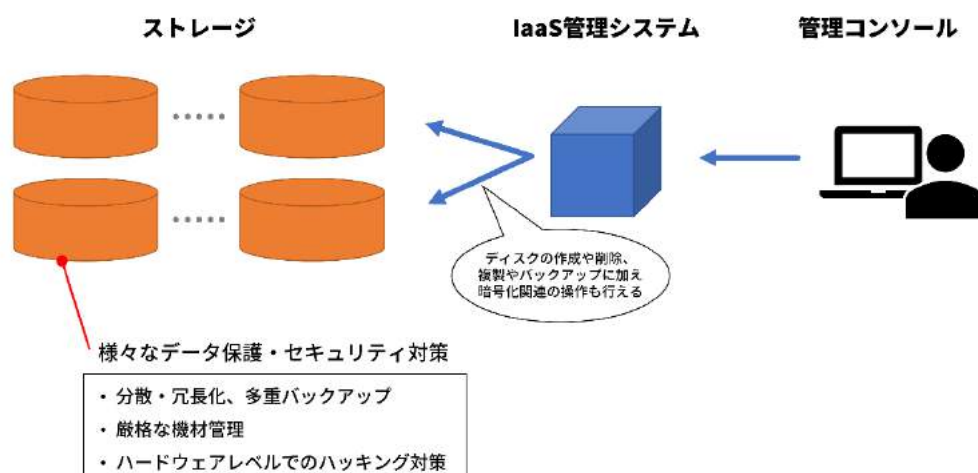 ストレージ
IaaS管理システム
管理コンソール
ディスクの作成や削除、
複製やバックアップに加え
暗号化関連の操作も行える
様々なデータ保護・セキュリティ対策
・分散・冗長化、多重バックアップ
・厳格な機材管理
・ハードウェアレベルでのハッキング対策